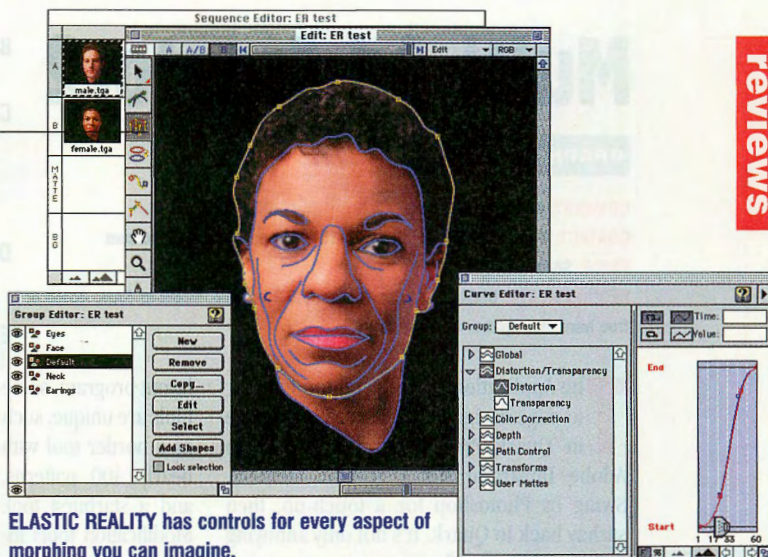 Sequence Editor: ER test
Edit: ER test
A
A/B
B
Edit
RGB
A
male.tga
B
female.tga
MATTE
BG
reviews
Group Editor: ER test
Eyes
Face
Default
Neck
Earings
New
Remove
Copy...
Edit
Select
Add Shapes
Lock selection
Curve Editor: ER test
Group: Default
Time:
Value:
Global
Distortion/Transparency
Distortion
Transparency
Color Correction
Depth
Path Control
Transforms
User Mattes
End
Start
1 17 33 60
ELASTIC REALITY has controls for every aspect of
morphing you can imagine.